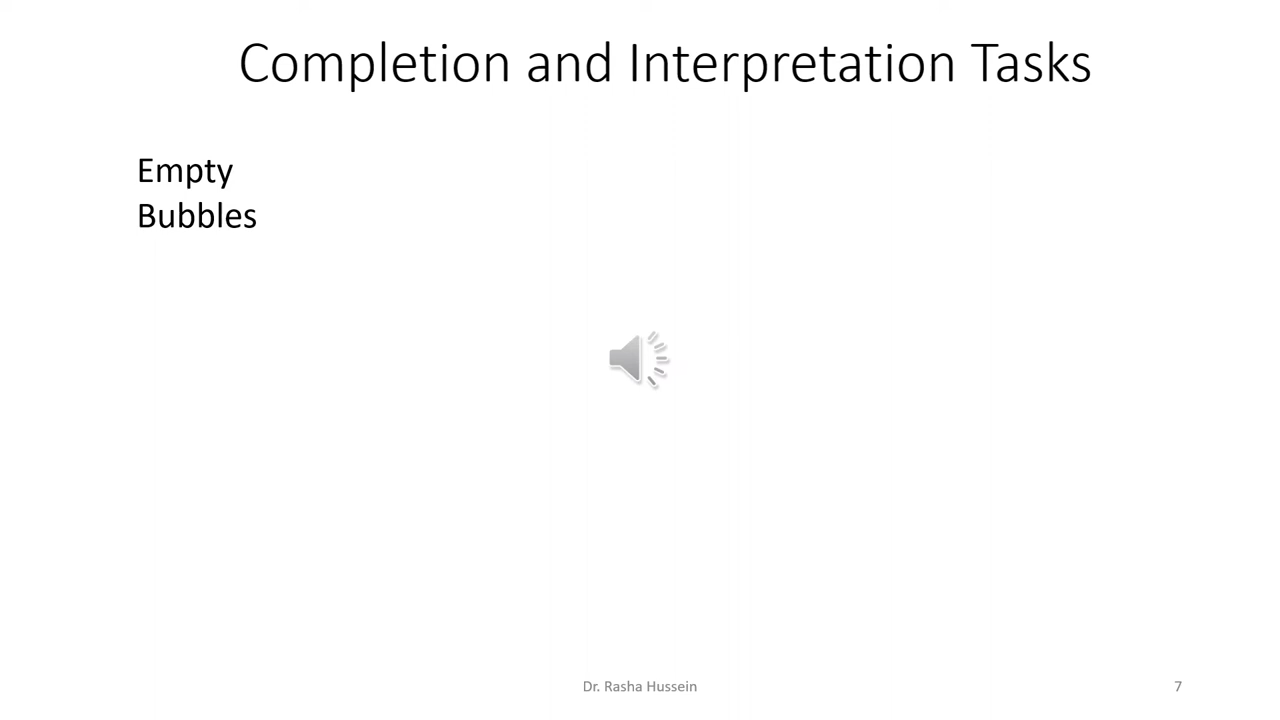 Completion and Interpretation Tasks
Empty
Bubbles
Dr. Rasha Hussein
7